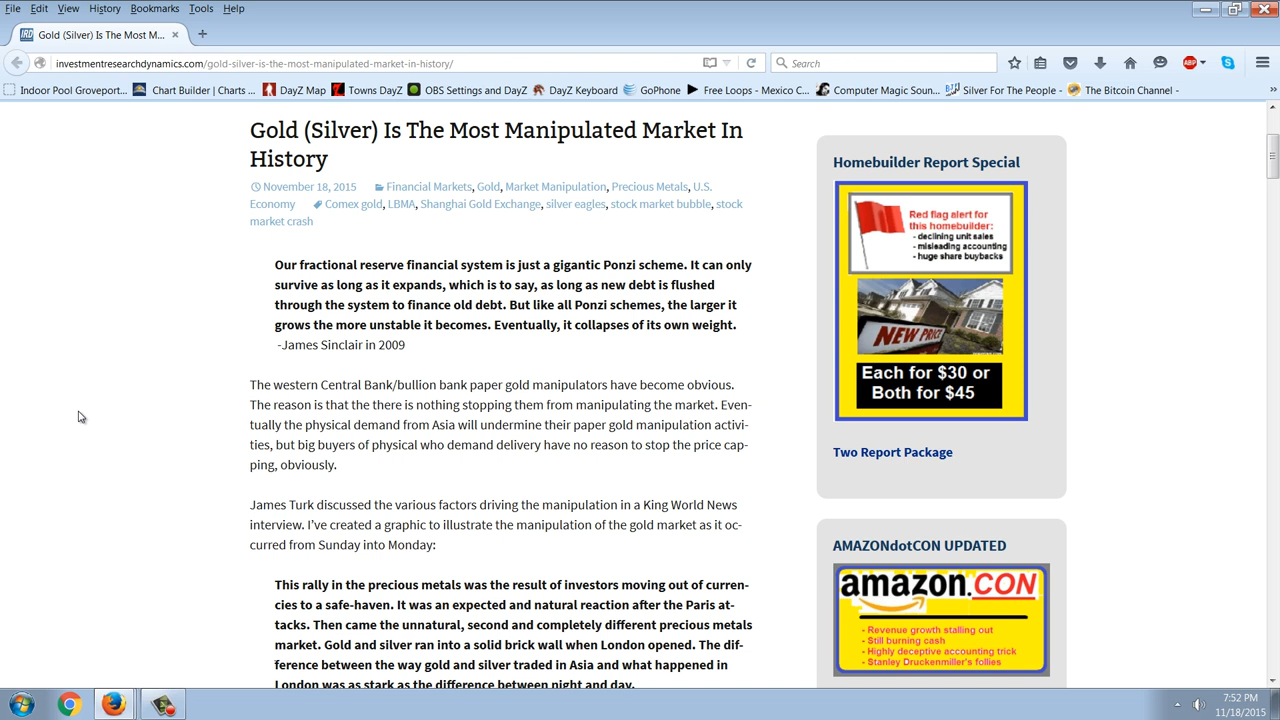 File Edit View History Bookmarks Tools Help
IRD Gold (Silver) Is The Most M... × +
investmentresearchdynamics.com/gold-silver-is-the-most-manipulated-market-in-history/ Search ABP
Indoor Pool Groveport... Chart Builder | Charts ... DayZ Map Towns DayZ OBS Settings and DayZ DayZ Keyboard GoPhone Free Loops - Mexico C... Computer Magic Soun... Silver For The People - The Bitcoin Channel - »
Gold (Silver) Is The Most Manipulated Market In
History
November 18, 2015 Financial Markets, Gold, Market Manipulation, Precious Metals, U.S.
Economy Comex gold, LBMA, Shanghai Gold Exchange, silver eagles, stock market bubble, stock
market crash
Our fractional reserve financial system is just a gigantic Ponzi scheme. It can only
survive as long as it expands, which is to say, as long as new debt is flushed
through the system to finance old debt. But like all Ponzi schemes, the larger it
grows the more unstable it becomes. Eventually, it collapses of its own weight.
-James Sinclair in 2009
The western Central Bank/bullion bank paper gold manipulators have become obvious.
The reason is that the there is nothing stopping them from manipulating the market. Even-
tually the physical demand from Asia will undermine their paper gold manipulation activi-
ties, but big buyers of physical who demand delivery have no reason to stop the price cap-
ping, obviously.
James Turk discussed the various factors driving the manipulation in a King World News
interview. I've created a graphic to illustrate the manipulation of the gold market as it oc-
curred from Sunday into Monday:
This rally in the precious metals was the result of investors moving out of curren-
cies to a safe-haven. It was an expected and natural reaction after the Paris at-
tacks. Then came the unnatural, second and completely different precious metals
market. Gold and silver ran into a solid brick wall when London opened. The dif-
ference between the way gold and silver traded in Asia and what happened in
London was as stark as the difference between night and day.
Homebuilder Report Special
Red flag alert for
this homebuilder:
- declining unit sales
- misleading accounting
- huge share buybacks
NEW PRICE
Each for $30 or
Both for $45
Two Report Package
AMAZONdotCON UPDATED
amazon.CON
- Revenue growth stalling out
- Still burning cash
- Highly deceptive accounting trick
- Stanley Druckenmiller's follies
7:52 PM
11/18/2015